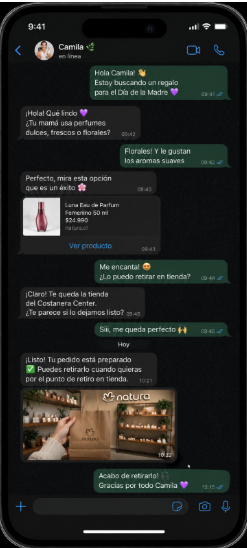 9:41
Camila 🌿
en línea
Hola Camila! 👋
Estoy buscando un regalo
para el Día de la Madre 💜
09:41
¡Hola! Qué lindo 💜
¿Tu mamá usa perfumes
dulces, frescos o florales? 09:42
Florales! Y le gustan
los aromas suaves 09:42
Perfecto, mira esta opción
que es un éxito 🌸 09:43
Luna Eau de Parfum
Femenino 50 ml
$24.990
Ver producto
09:43
Me encanta! 😍
¿Lo puedo retirar en tienda? 09:44
¡Claro! Te queda la tienda
del Costanera Center.
¿Te parece si lo dejamos listo? 09:45
Siii, me queda perfecto 🙌 09:45
Hoy
¡Listo! Tu pedido está preparado
✅ Puedes retirarlo cuando quieras
por el punto de retiro en tienda. 10:21
natura
10:22
Acabo de retirarlo!
Gracias por todo Camila 💜